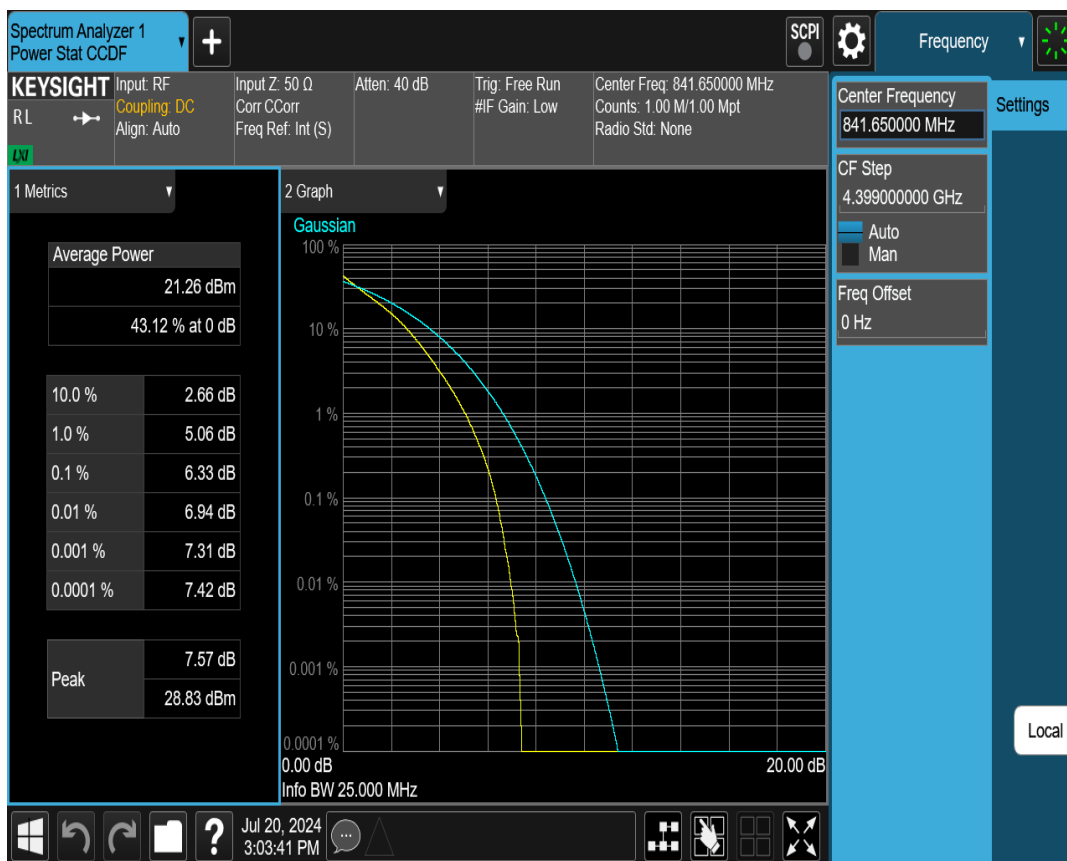 Spectrum Analyzer 1
Power Stat CCDF
+
SCPI
Frequency
KEYSIGHT
RL
LXI
Input: RF
Coupling: DC
Align: Auto
Input Z: 50 Ω
Corr CCorr
Freq Ref: Int (S)
Atten: 40 dB
Trig: Free Run
#IF Gain: Low
Center Freq: 841.650000 MHz
Counts: 1.00 M/1.00 Mpt
Radio Std: None
Center Frequency
841.650000 MHz
Settings
CF Step
4.399000000 GHz
Auto
Man
Freq Offset
0 Hz
1 Metrics
Average Power
21.26 dBm
43.12 % at 0 dB
10.0 % 2.66 dB
1.0 % 5.06 dB
0.1 % 6.33 dB
0.01 % 6.94 dB
0.001 % 7.31 dB
0.0001 % 7.42 dB
Peak
7.57 dB
28.83 dBm
2 Graph
Gaussian
100 %
10 %
1 %
0.1 %
0.01 %
0.001 %
0.0001 %
0.00 dB
20.00 dB
Info BW 25.000 MHz
Local
?
Jul 20, 2024
3:03:41 PM